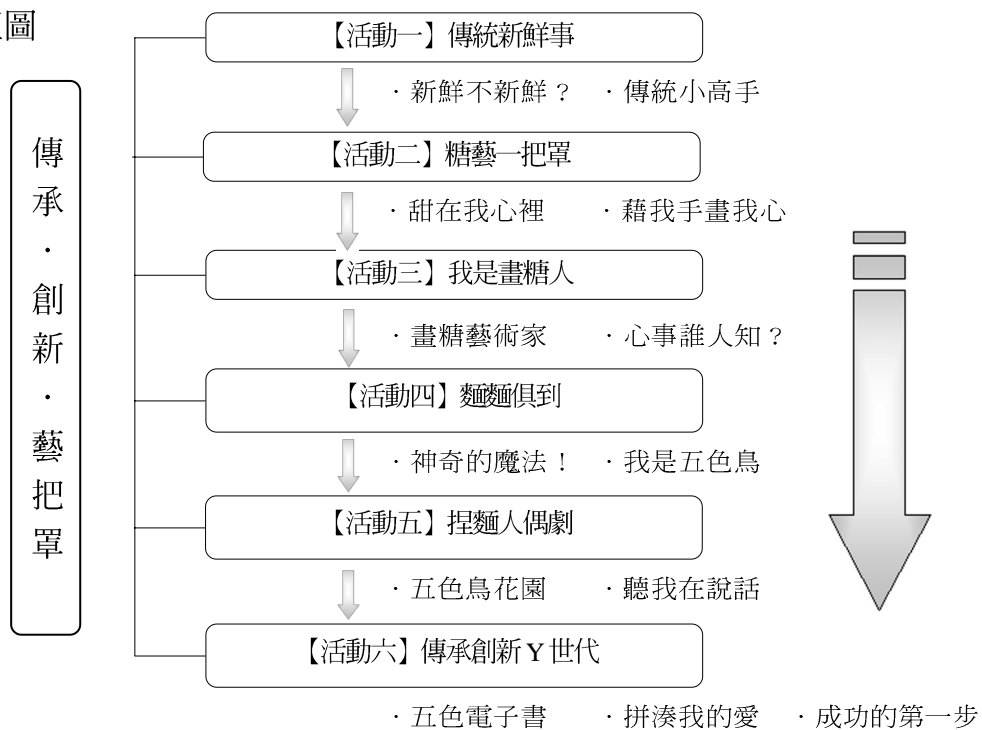 圖
傳承．創新．藝把罩
【活動一】傳統新鮮事
．新鮮不新鮮？ ．傳統小高手
【活動二】糖藝一把罩
．甜在我心裡 ．藉我手畫我心
【活動三】我是畫糖人
．畫糖藝術家 ．心事誰人知？
【活動四】麵麵俱到
．神奇的魔法！ ．我是五色鳥
【活動五】捏麵人偶劇
．五色鳥花園 ．聽我在說話
【活動六】傳承創新 Y 世代
．五色電子書 ．拼湊我的愛 ．成功的第一步